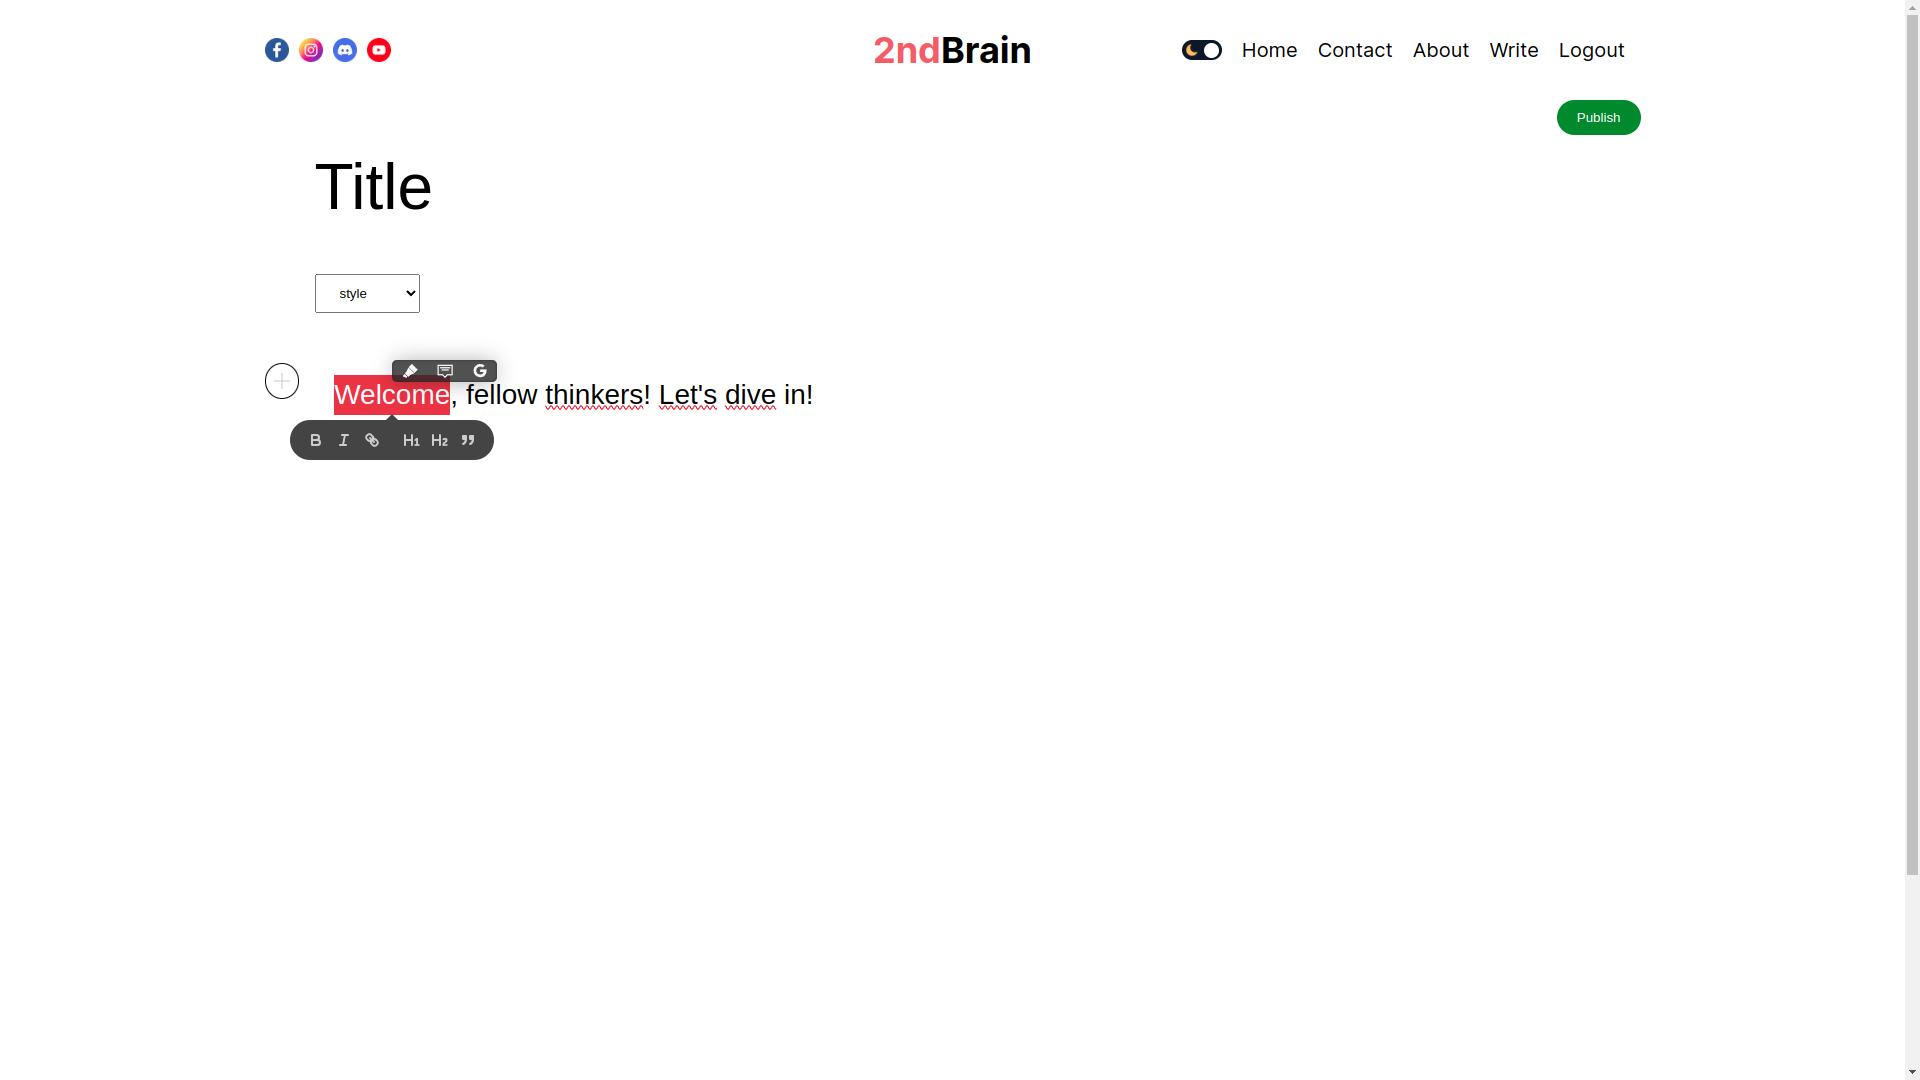 2ndBrain
Home Contact About Write Logout
Publish
Title
style
Welcome, fellow thinkers! Let's dive in!
B I H1 H2 ”
G